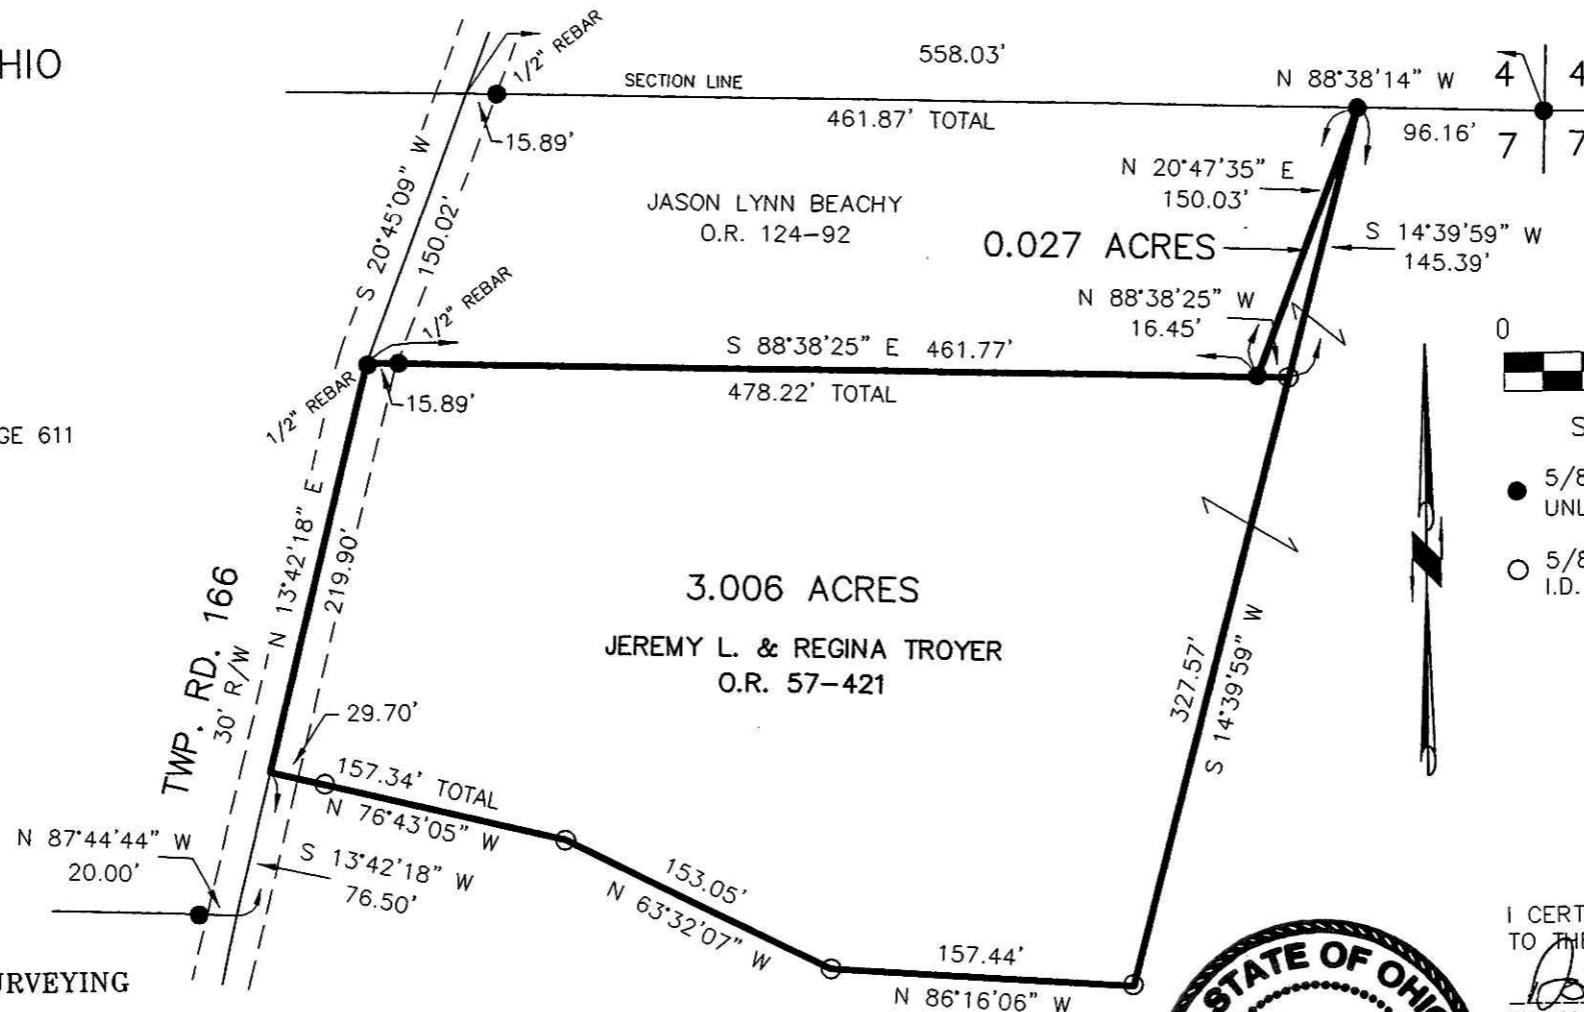 HIO
1/2" REBAR
SECTION LINE
558.03'
N 88°38'14" W
4 4
461.87' TOTAL
96.16'
7 7
15.89'
S 20°45'09" W
150.02'
N 20°47'35" E
150.03'
JASON LYNN BEACHY
O.R. 124-92
0.027 ACRES
S 14°39'59" W
145.39'
N 88°38'25" W
16.45'
1/2" REBAR
S 88°38'25" E 461.77'
478.22' TOTAL
0
1/2" REBAR
15.89'
GE 611
S
5/8
UNL
5/8
I.D.
N 13°42'18" E
219.90'
TWP. RD. 166
30' R/W
3.006 ACRES
JEREMY L. & REGINA TROYER
O.R. 57-421
327.57'
S 14°39'59" W
29.70'
157.34' TOTAL
N 76°43'05" W
N 87°44'44" W
20.00'
S 13°42'18" W
76.50'
153.05'
N 63°32'07" W
157.44'
N 86°16'06" W
I CERT
TO THE
STATE OF OHIO
URVEYING